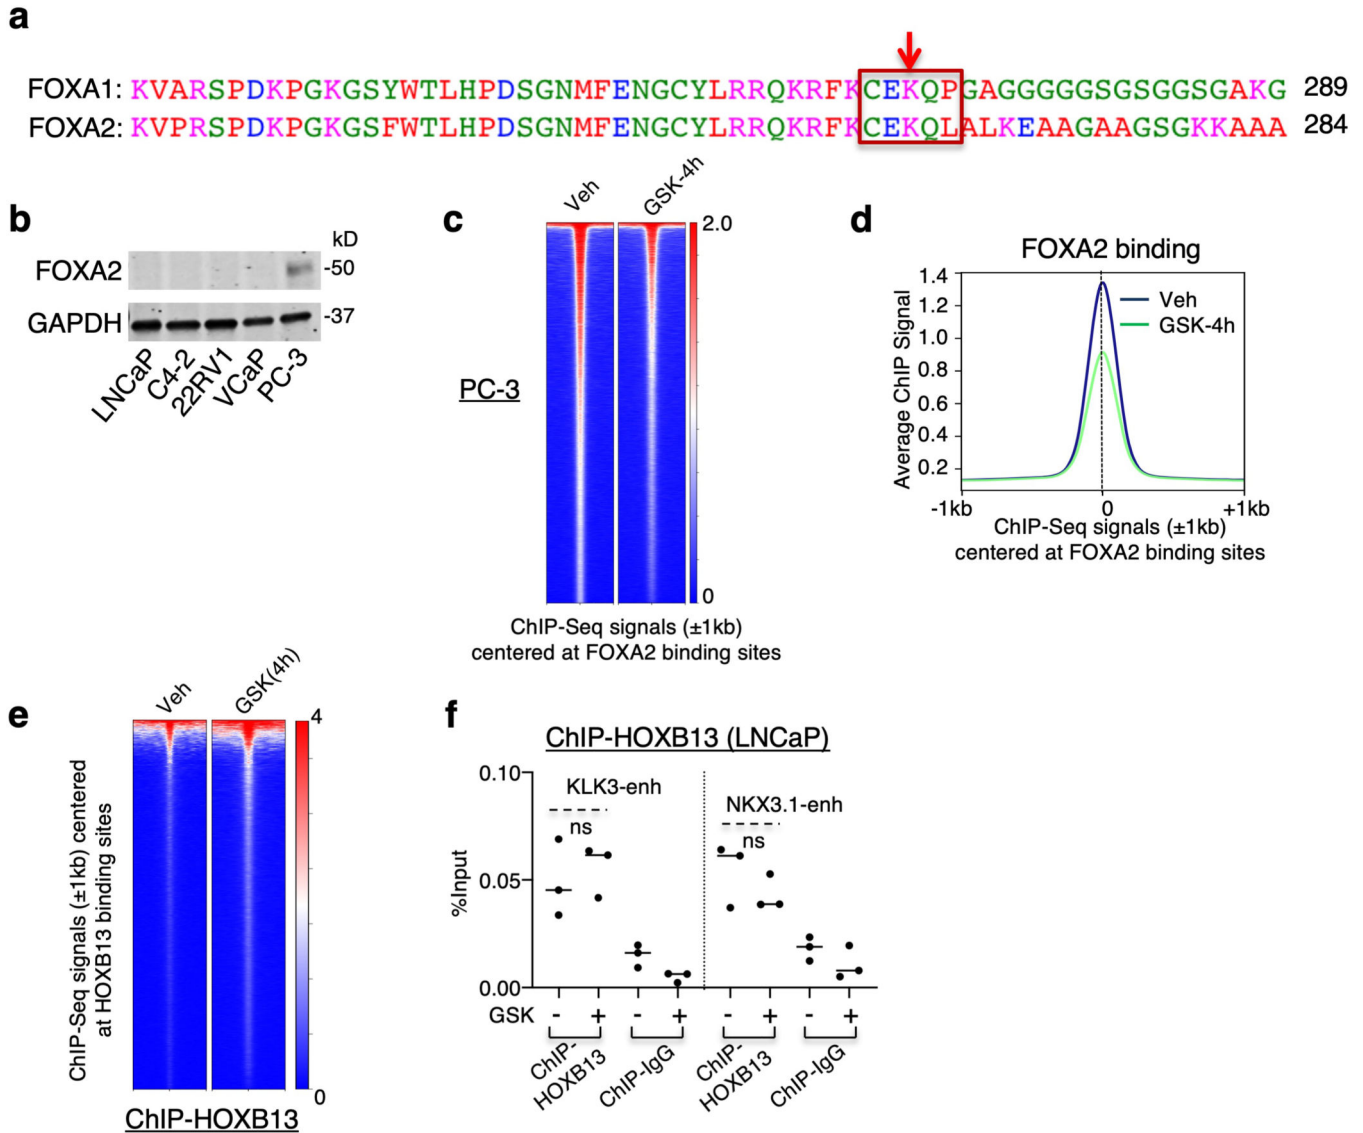 a
FOXA1: KVARSPDKPGKGSYWTLHPDSGNMFENGCYLRRQKRFKCEKQPGAGGGGGSGSGGSGAKG 289
FOXA2: KVPRSPDKPGKGSFWTLHPDSGNMFENGCYLRRQKRFKCEKQLALKEAAGAAGSGKKAAA 284
b
kD
FOXA2 -50
GAPDH -37
LNCaP C4-2 22RV1 VCaP PC-3
c
Veh GSK-4h
2.0
PC-3
0
ChIP-Seq signals (±1kb)
centered at FOXA2 binding sites
d
FOXA2 binding
Average ChIP Signal
1.4
1.2
1.0
0.8
0.6
0.4
0.2
Veh
GSK-4h
-1kb 0 +1kb
ChIP-Seq signals (±1kb)
centered at FOXA2 binding sites
e
Veh GSK(4h)
4
ChIP-Seq signals (±1kb) centered
at HOXB13 binding sites
0
ChIP-HOXB13
f
ChIP-HOXB13 (LNCaP)
%Input
0.10
0.05
0.00
KLK3-enh
ns
NKX3.1-enh
ns
GSK - + - + - + - +
ChIP-
HOXB13
ChIP-IgG
ChIP-
HOXB13
ChIP-IgG